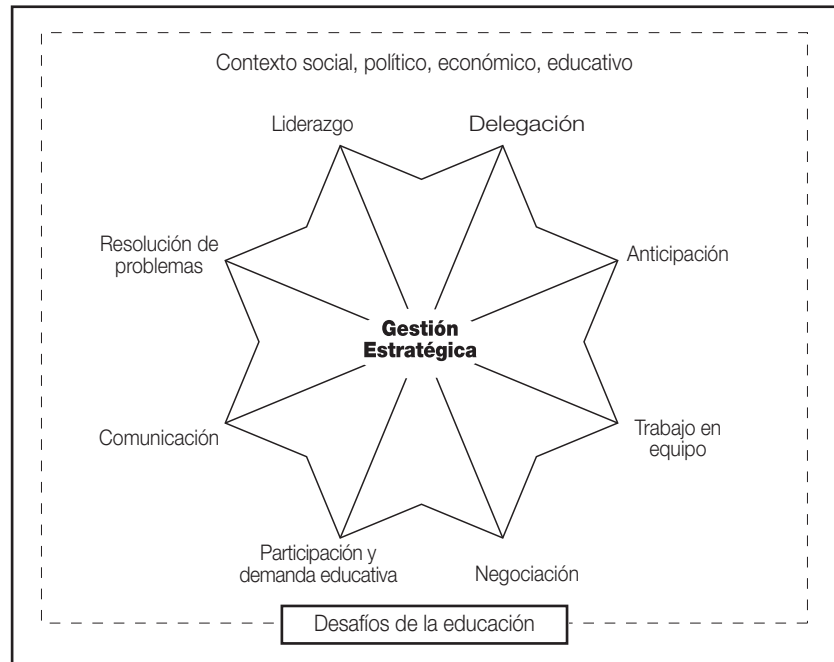 Contexto social, político, económico, educativo
Liderazgo
Delegación
Resolución de
problemas
Anticipación
Gestión
Estratégica
Comunicación
Trabajo en
equipo
Participación y
demanda educativa
Negociación
Desafíos de la educación